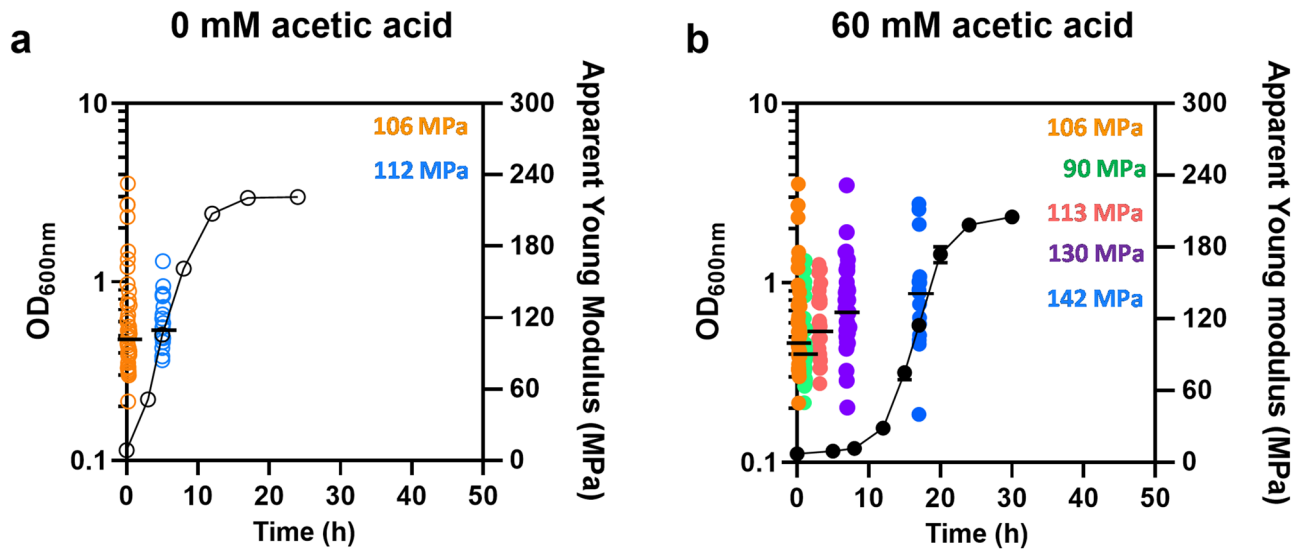 a
0 mM acetic acid
OD600nm
10
1
0.1
106 MPa
112 MPa
300
240
180
120
60
0
Apparent Young Modulus (MPa)
0 10 20 30 40 50
Time (h)
b
60 mM acetic acid
OD600nm
10
1
0.1
106 MPa
90 MPa
113 MPa
130 MPa
142 MPa
300
240
180
120
60
0
Apparent Young modulus (MPa)
0 10 20 30 40 50
Time (h)